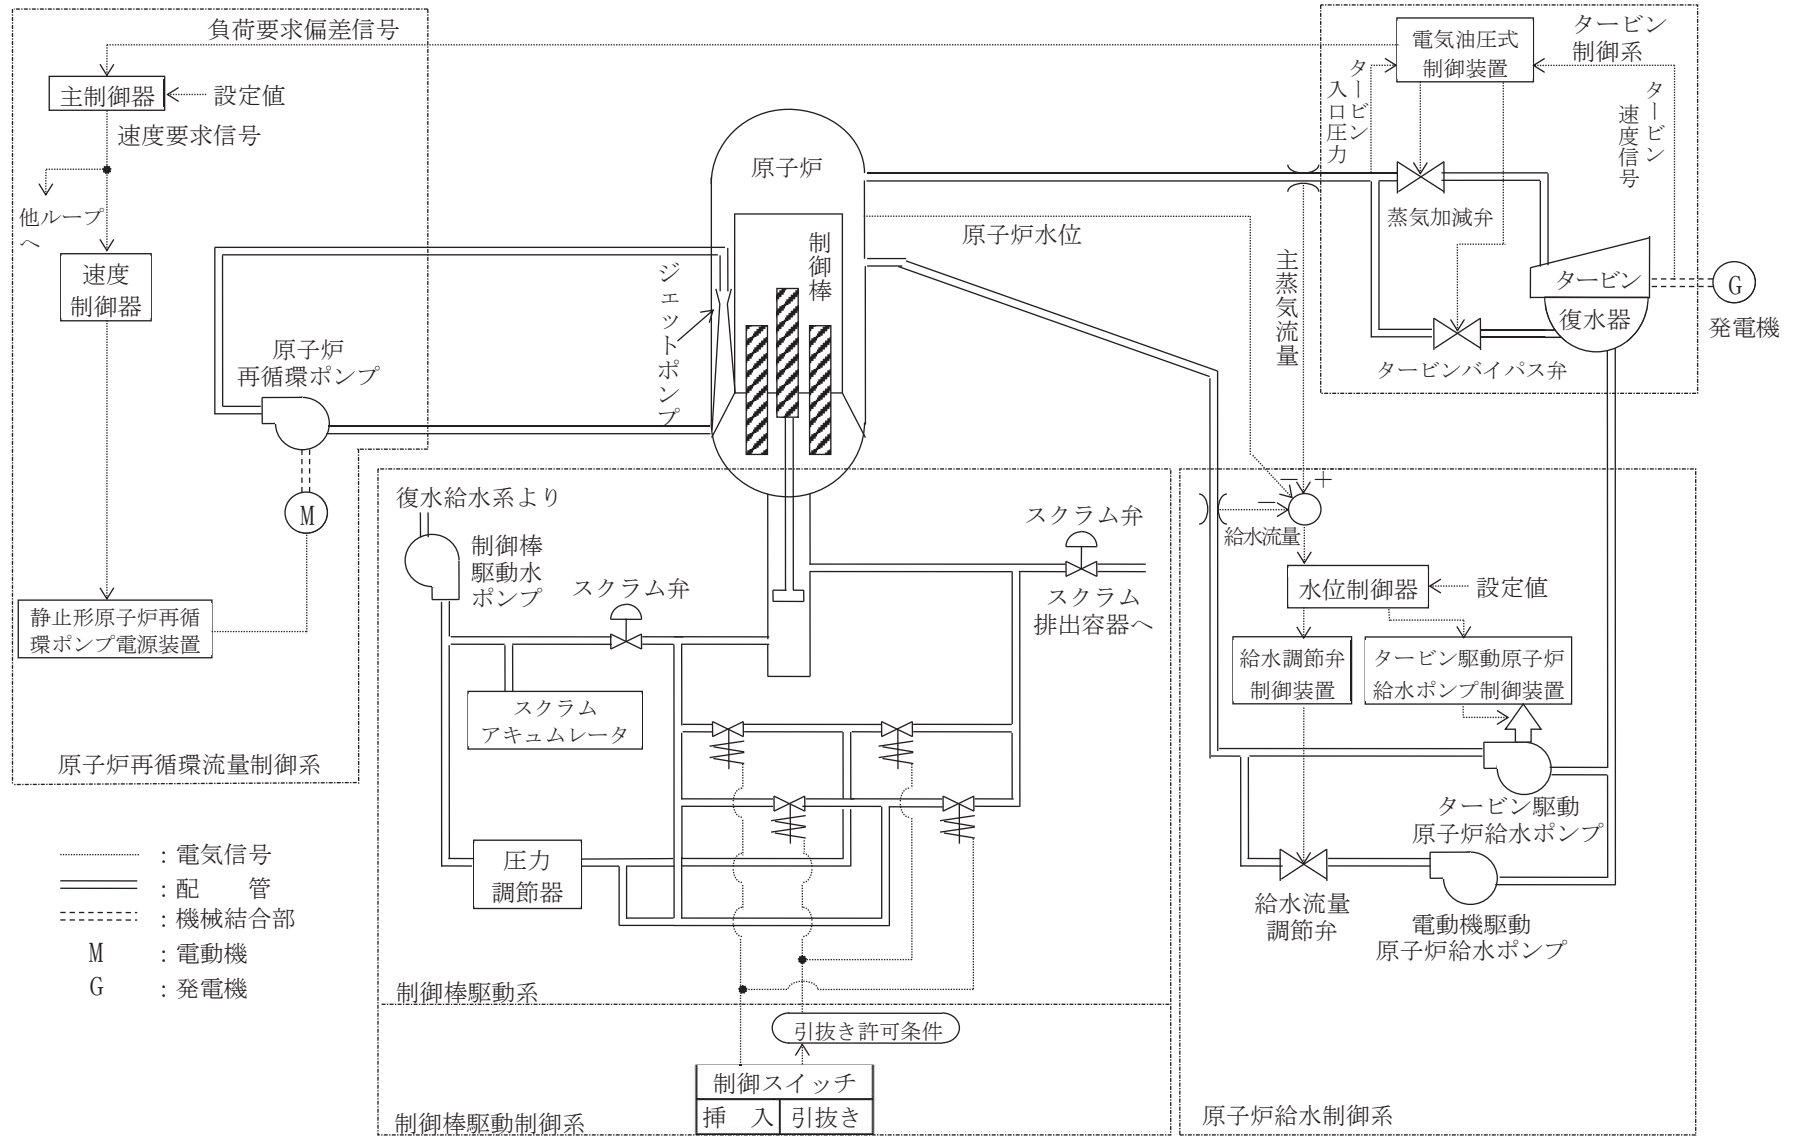 負荷要求偏差信号
主制御器
設定値
速度要求信号
他ループ
へ
速度
制御器
原子炉
再循環ポンプ
M
静止形原子炉再循
環ポンプ電源装置
原子炉再循環流量制御系
原子炉
制御棒
ジェットポンプ
原子炉水位
主蒸気流量
電気油圧式
制御装置
タービン
制御系
タービン
入口圧力
タービン
速度信号
蒸気加減弁
タービン
復水器
G
発電機
タービンバイパス弁
復水給水系より
制御棒
駆動水
ポンプ
スクラム弁
スクラム弁
スクラム
排出容器へ
スクラム
アキュムレータ
圧力
調節器
制御棒駆動系
引抜き許可条件
制御スイッチ
挿 入
引抜き
制御棒駆動制御系
－
＋
－
給水流量
水位制御器
設定値
給水調節弁
制御装置
タービン駆動原子炉
給水ポンプ制御装置
タービン駆動
原子炉給水ポンプ
給水流量
調節弁
電動機駆動
原子炉給水ポンプ
原子炉給水制御系
：電気信号
：配 管
：機械結合部
M ：電動機
G ：発電機